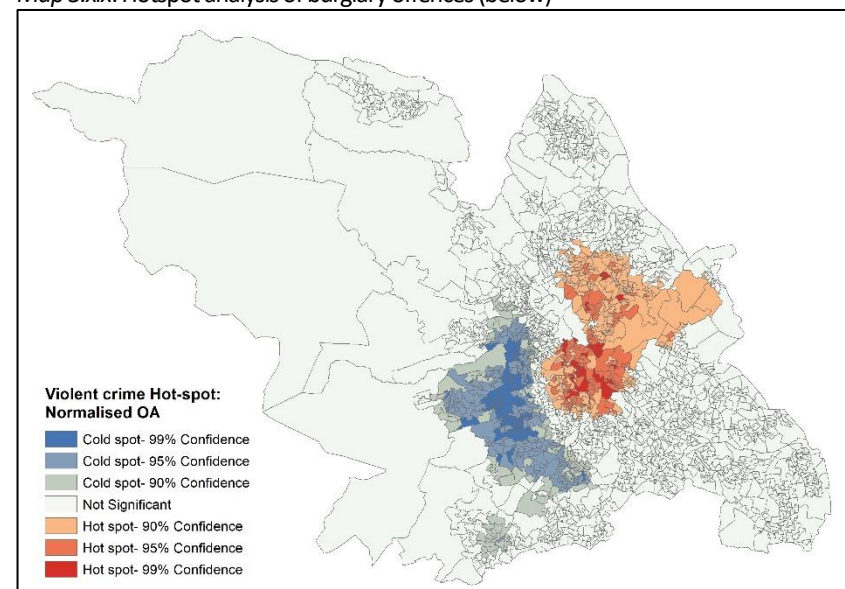 Map 3.xix. Hotspot analysis of burglary offences (below)
Violent crime Hot-spot:
Normalised OA
Cold spot- 99% Confidence
Cold spot- 95% Confidence
Cold spot- 90% Confidence
Not Significant
Hot spot- 90% Confidence
Hot spot- 95% Confidence
Hot spot- 99% Confidence